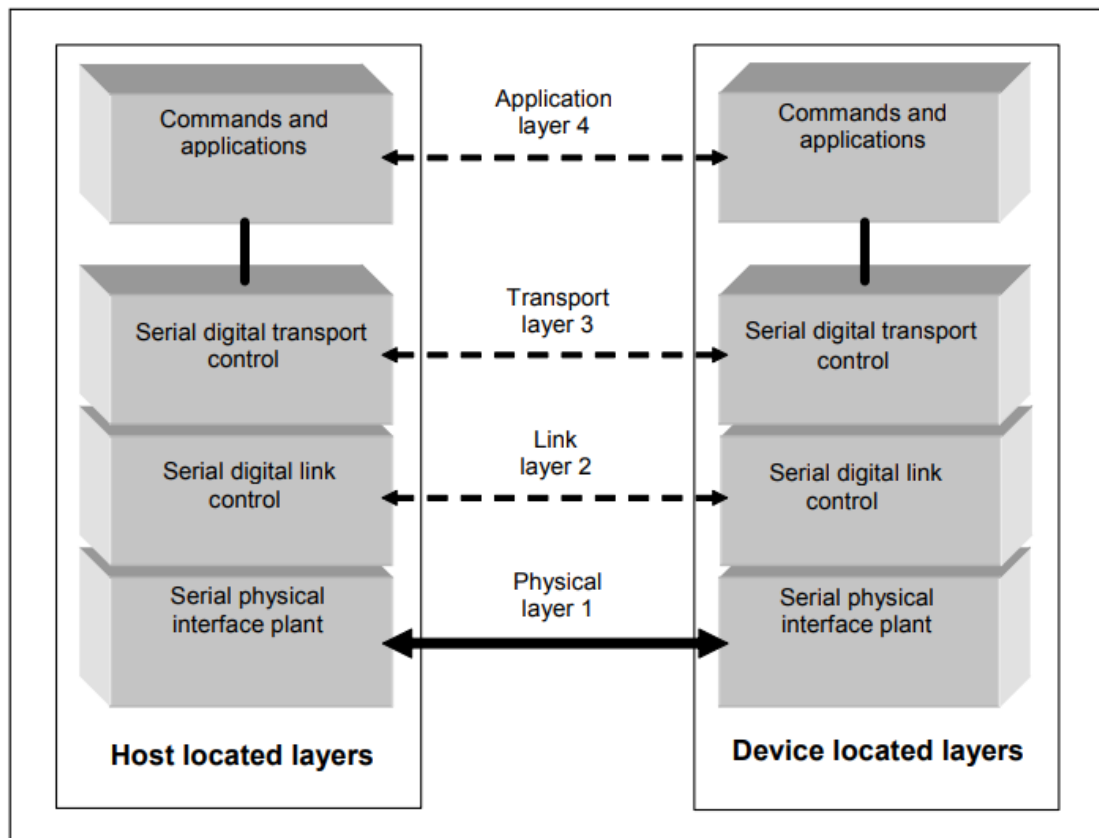 Commands and
applications
Application
layer 4
Commands and
applications
Serial digital transport
control
Transport
layer 3
Serial digital transport
control
Serial digital link
control
Link
layer 2
Serial digital link
control
Serial physical
interface plant
Physical
layer 1
Serial physical
interface plant
Host located layers
Device located layers